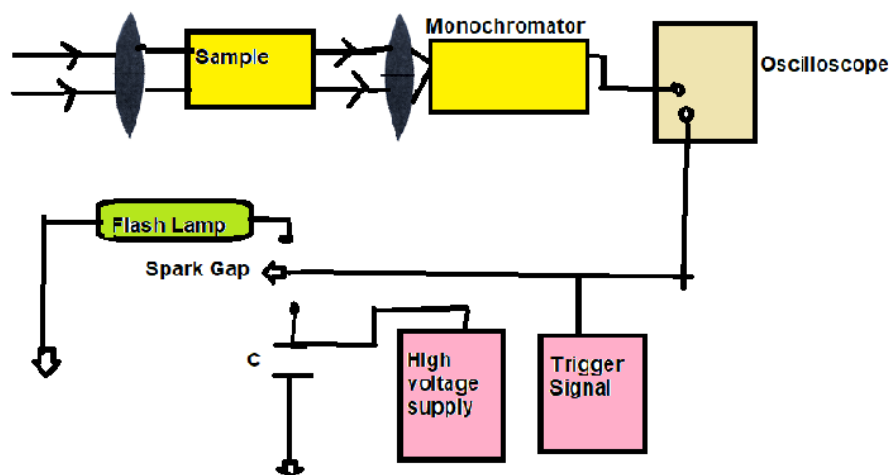 Monochromator
Sample
Oscilloscope
Flash Lamp
Spark Gap
C
High
voltage
supply
Trigger
Signal